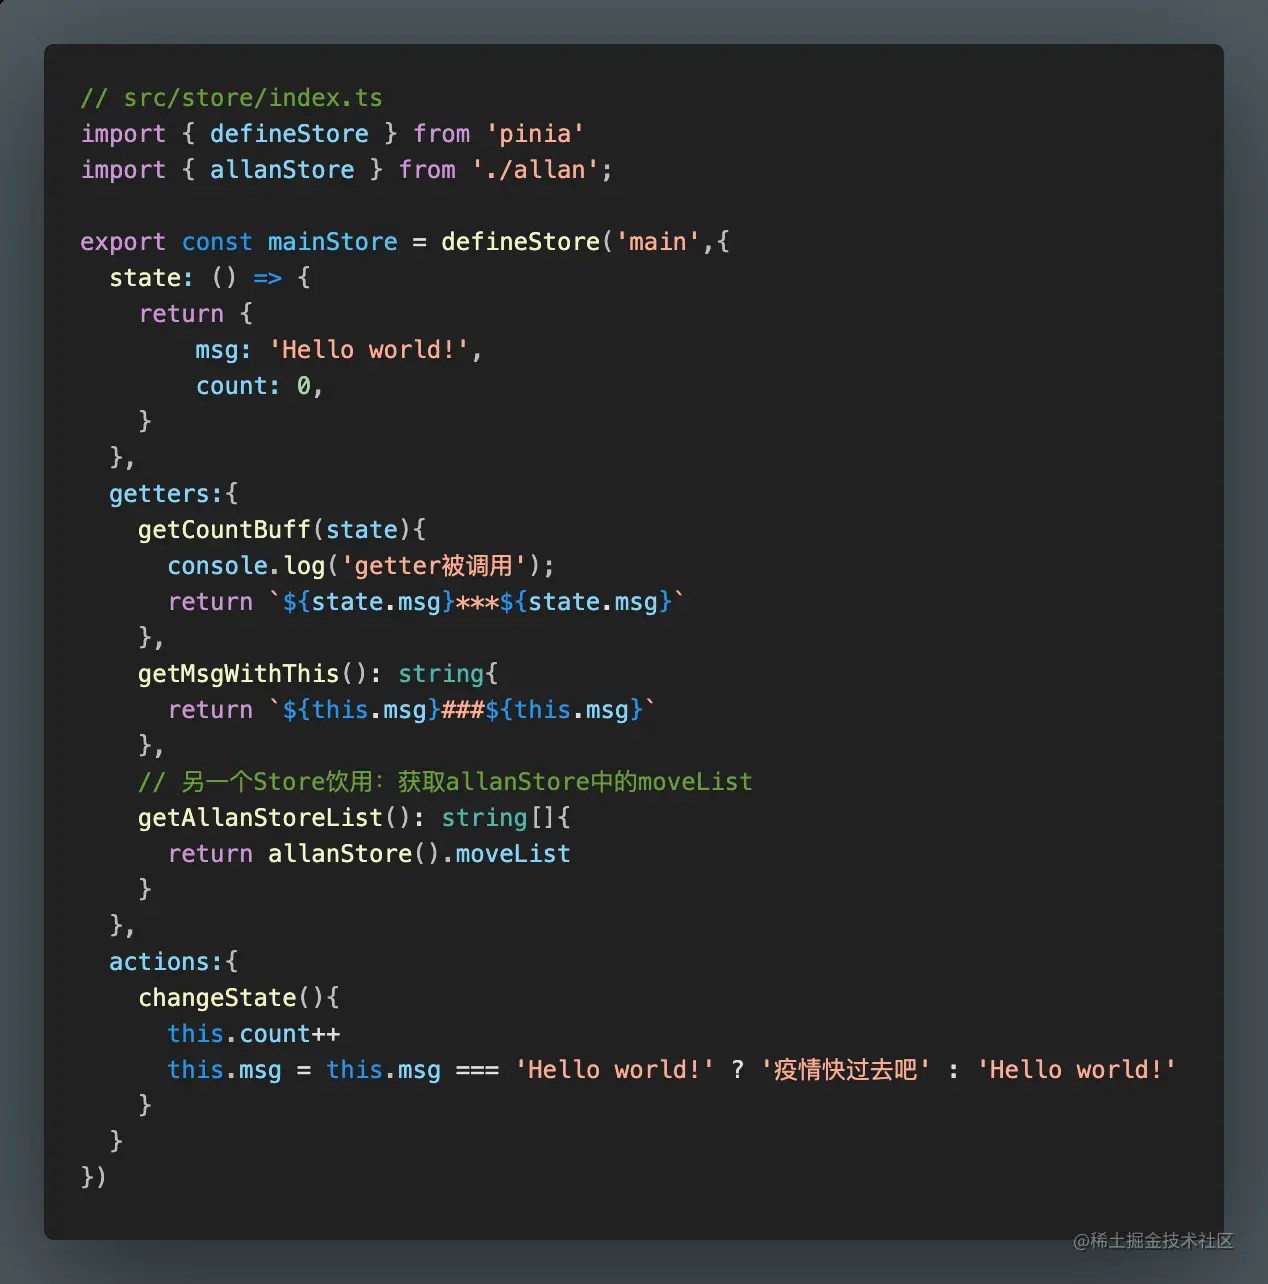 // src/store/index.ts
import { defineStore } from 'pinia'
import { allanStore } from './allan';
export const mainStore = defineStore('main',{
  state: () => {
    return {
        msg: 'Hello world!',
        count: 0,
    }
  },
  getters:{
    getCountBuff(state){
      console.log('getter被调用');
      return `${state.msg}***${state.msg}`
    },
    getMsgWithThis(): string{
      return `${this.msg}###${this.msg}`
    },
    // 另一个Store饮用：获取allanStore中的moveList
    getAllanStoreList(): string[]{
      return allanStore().moveList
    }
  },
  actions:{
    changeState(){
      this.count++
      this.msg = this.msg === 'Hello world!' ? '疫情快过去吧' : 'Hello world!'
    }
  }
})
@稀土掘金技术社区